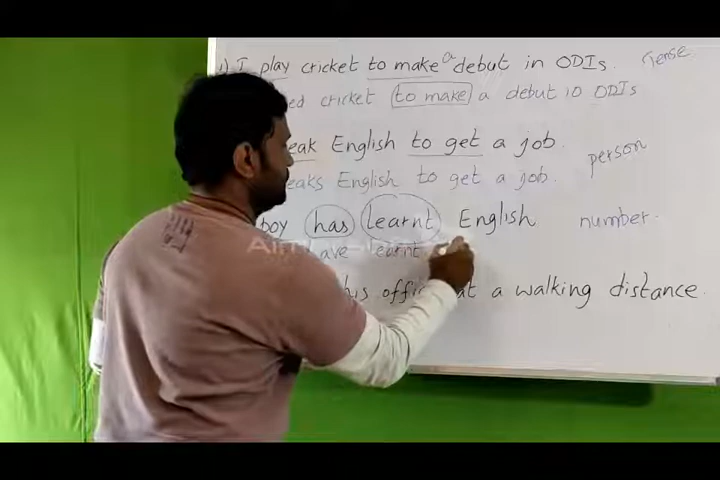 1) I play cricket to make a debut in ODIs. Tense
ed cricket to make a debut in ODIs
eak English to get a job. person
eaks English to get a job.
boy has learnt English number.
ave learnt
his office at a walking distance.